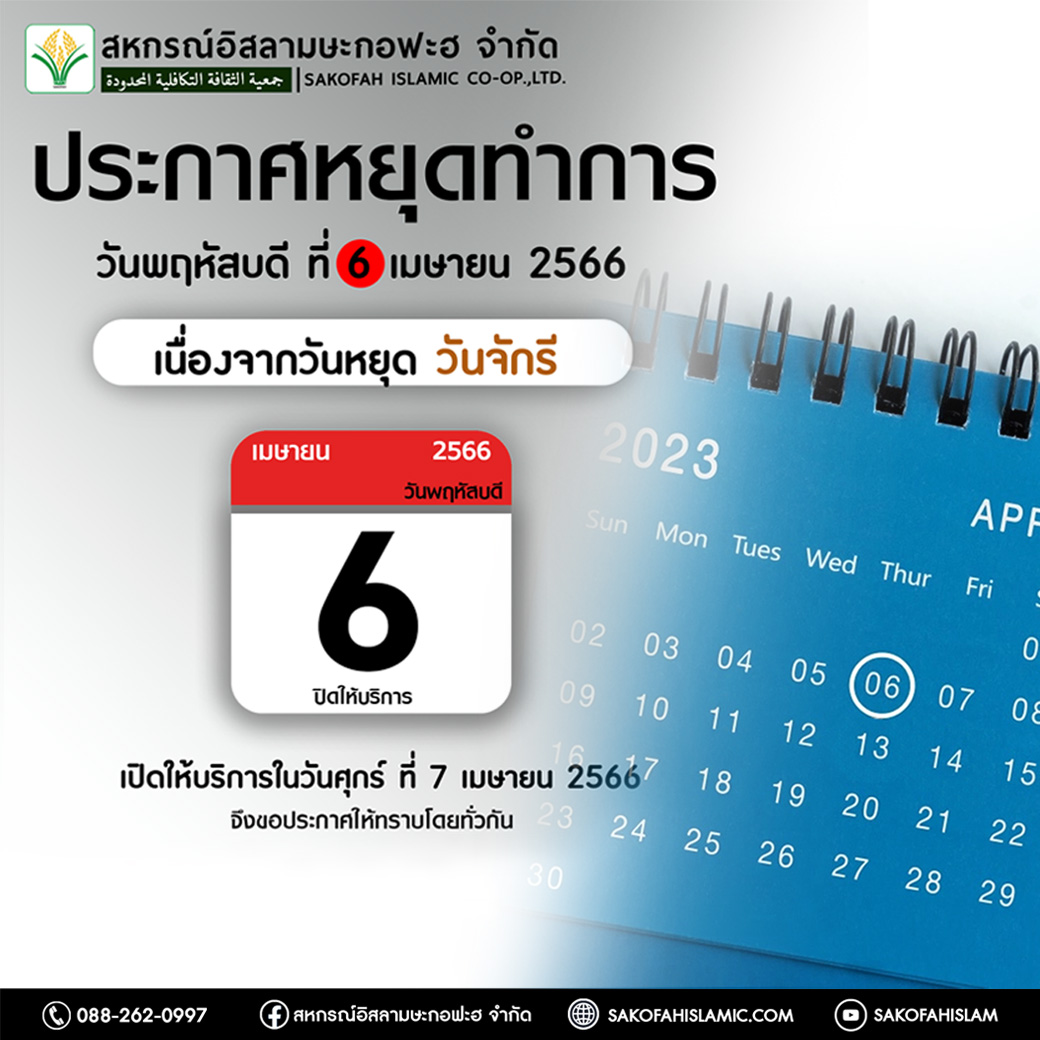 สหกรณ์อิสลามษะกอฟะฮ จำกัด
جمعية الثقافة التكافلية المحدودة | SAKOFAH ISLAMIC CO-OP.,LTD.
ประกาศหยุดทำการ
วันพฤหัสบดี ที่ 6 เมษายน 2566
เนื่องจากวันหยุด วันจักรี
เมษายน 2566
วันพฤหัสบดี
6
ปิดให้บริการ
เปิดให้บริการในวันศุกร์ ที่ 7 เมษายน 2566
จึงขอประกาศให้ทราบโดยทั่วกัน
2023
APR
Sun Mon Tues Wed Thur Fri S
02 03 04 05 06 07 08
09 10 11 12 13 14 15
16 17 18 19 20 21 22
23 24 25 26 27 28 29
30
088-262-0997 สหกรณ์อิสลามษะกอฟะฮ จำกัด SAKOFAHISLAMIC.COM SAKOFAHISLAM